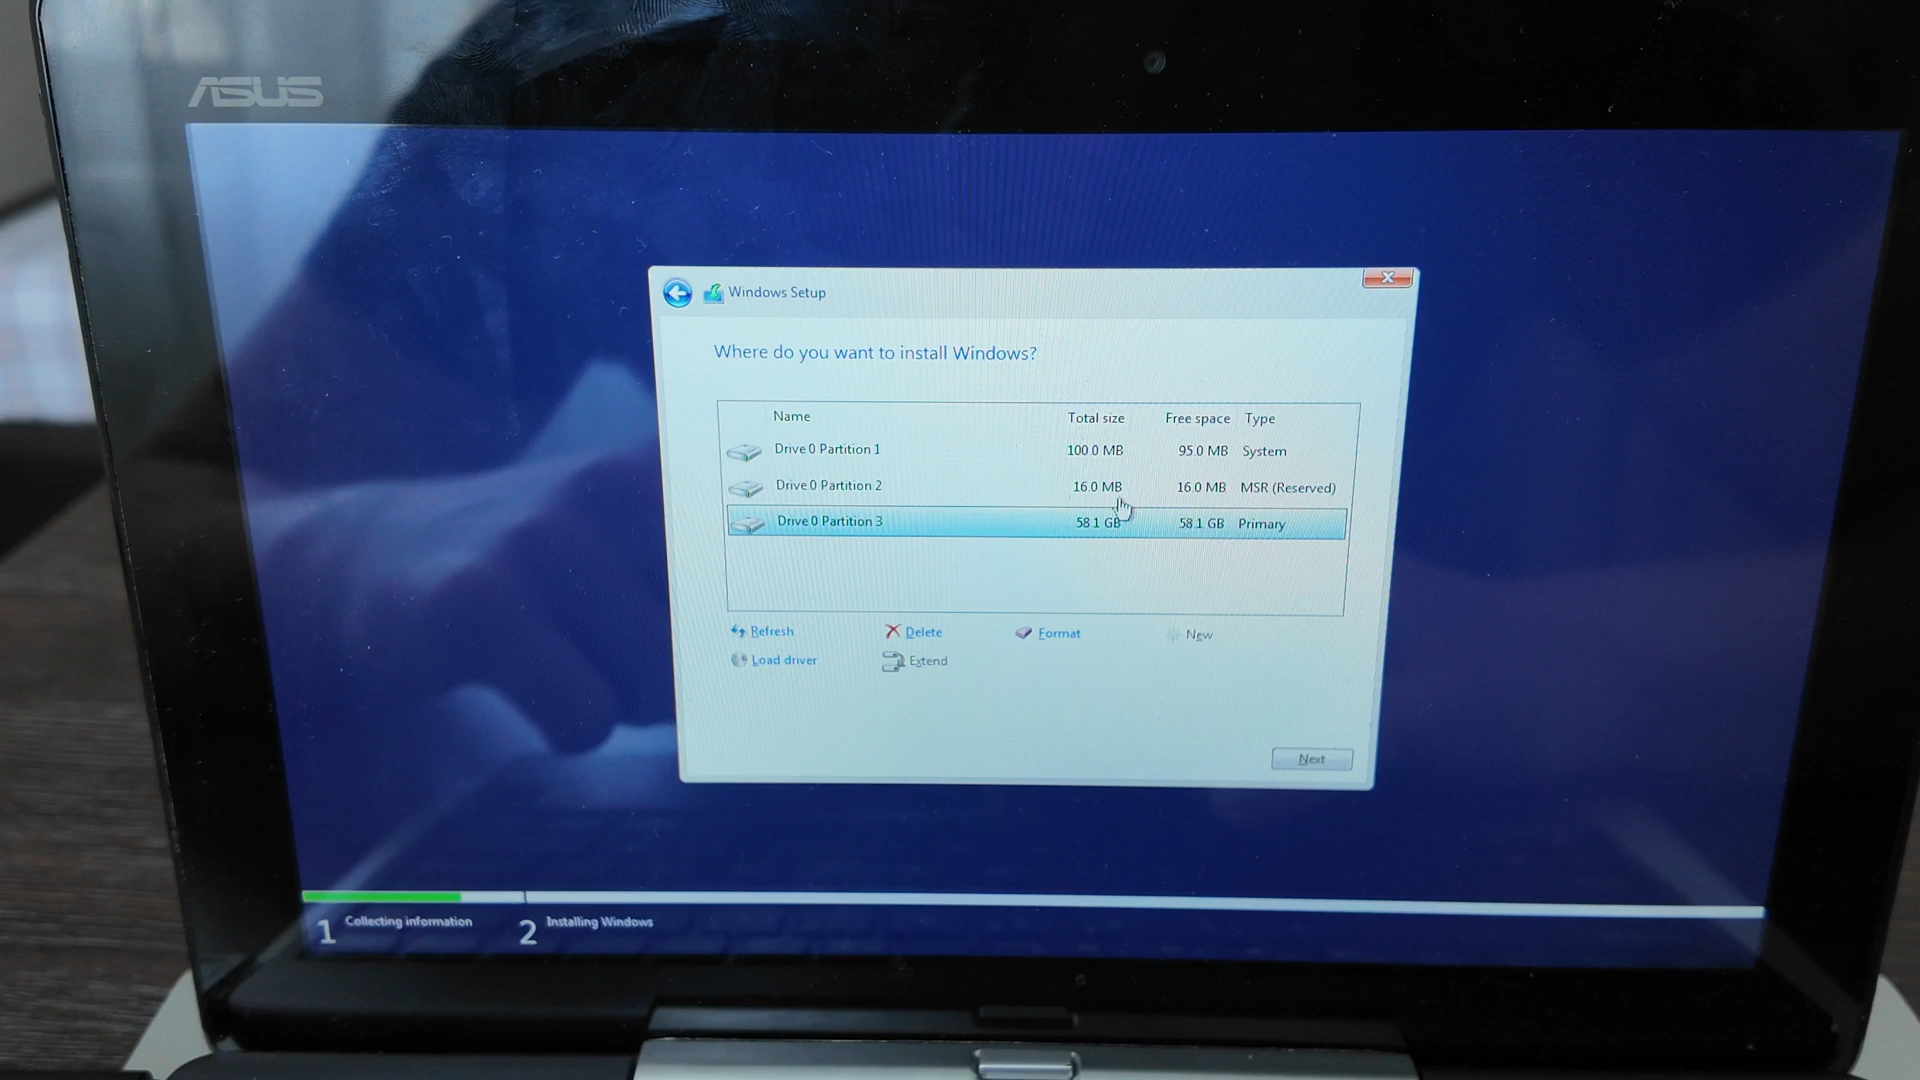 ASUS
Windows Setup
Where do you want to install Windows?
Name Total size Free space Type
Drive 0 Partition 1 100.0 MB 95.0 MB System
Drive 0 Partition 2 16.0 MB 16.0 MB MSR (Reserved)
Drive 0 Partition 3 58.1 GB 58.1 GB Primary
Refresh Delete Format New
Load driver Extend
Next
1 Collecting information 2 Installing Windows